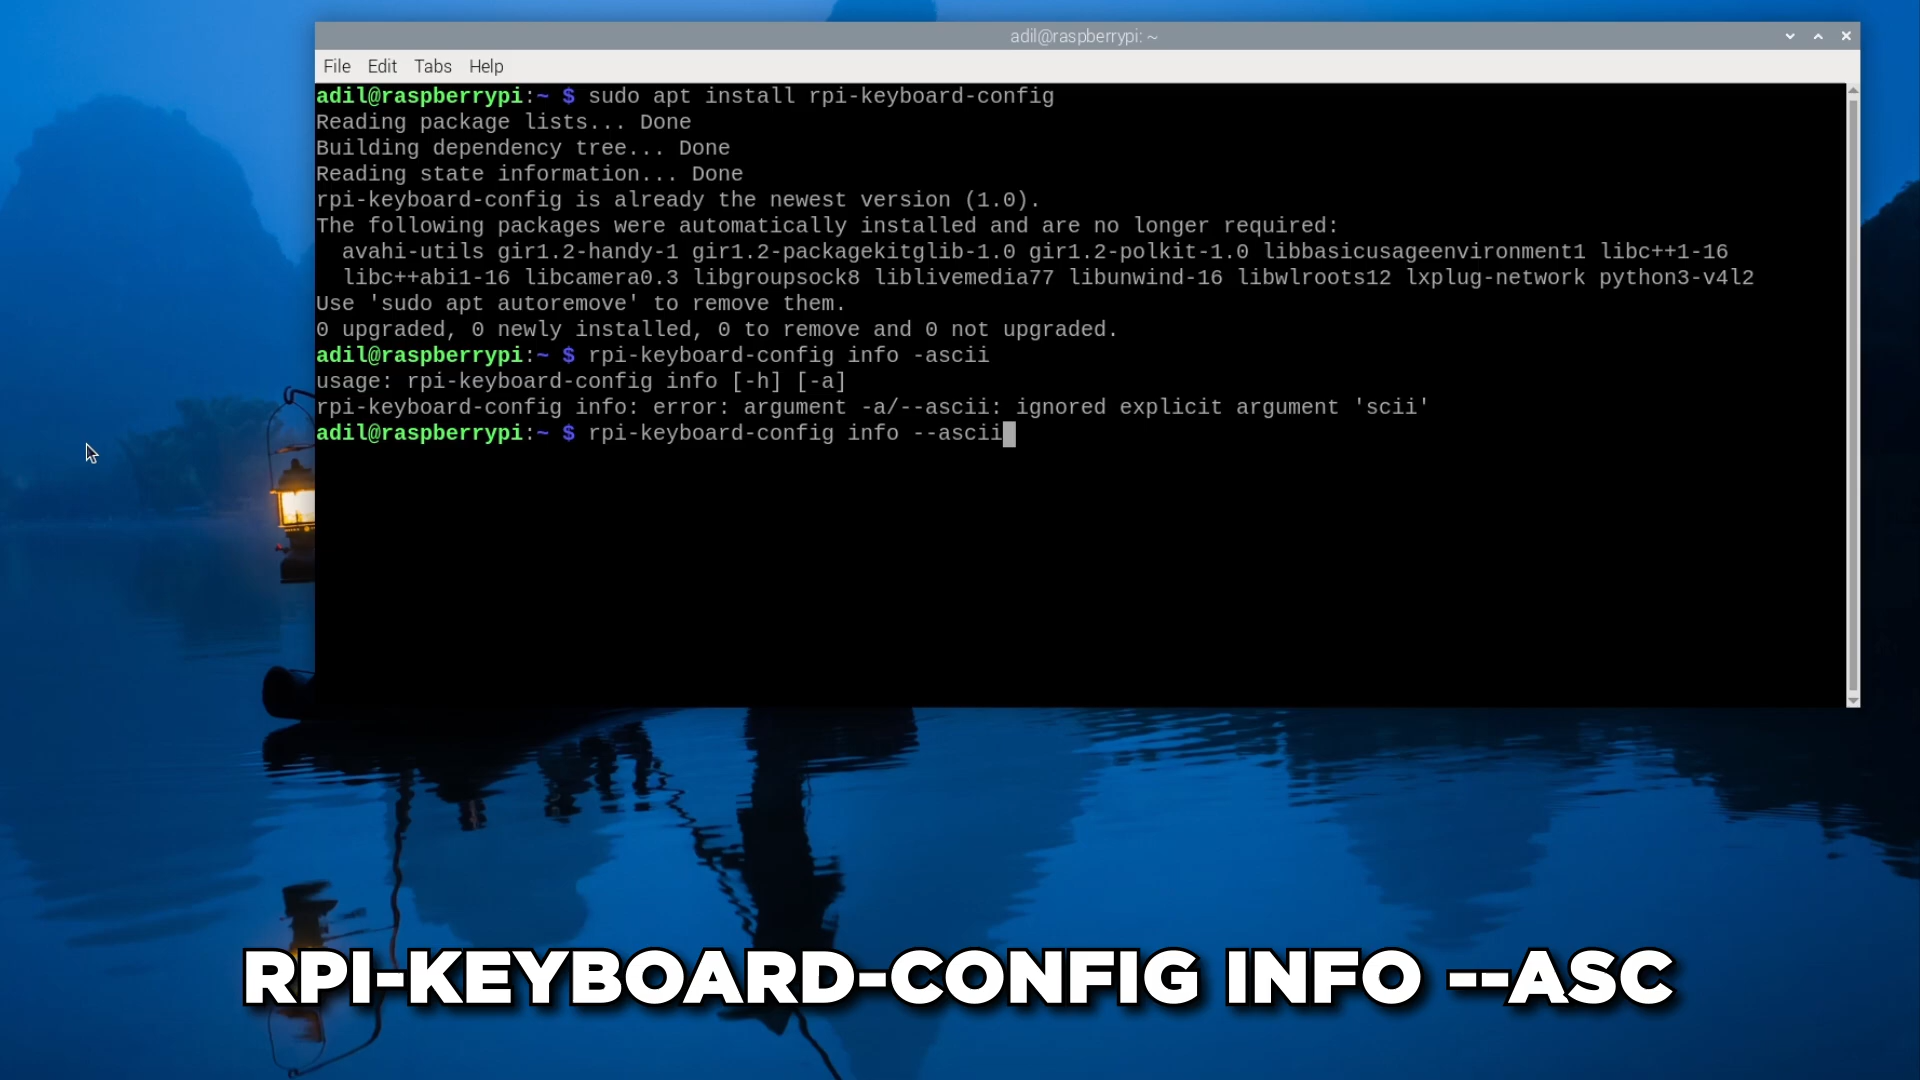 adil@raspberrypi: ~
File Edit Tabs Help
adil@raspberrypi:~ $ sudo apt install rpi-keyboard-config
Reading package lists... Done
Building dependency tree... Done
Reading state information... Done
rpi-keyboard-config is already the newest version (1.0).
The following packages were automatically installed and are no longer required:
  avahi-utils gir1.2-handy-1 gir1.2-packagekitglib-1.0 gir1.2-polkit-1.0 libbasicusageenvironment1 libc++1-16
  libc++abi1-16 libcamera0.3 libgroupsock8 liblivemedia77 libunwind-16 libwlroots12 lxplug-network python3-v4l2
Use 'sudo apt autoremove' to remove them.
0 upgraded, 0 newly installed, 0 to remove and 0 not upgraded.
adil@raspberrypi:~ $ rpi-keyboard-config info -ascii
usage: rpi-keyboard-config info [-h] [-a]
rpi-keyboard-config info: error: argument -a/--ascii: ignored explicit argument 'scii'
adil@raspberrypi:~ $ rpi-keyboard-config info --ascii
RPI-KEYBOARD-CONFIG INFO --ASC